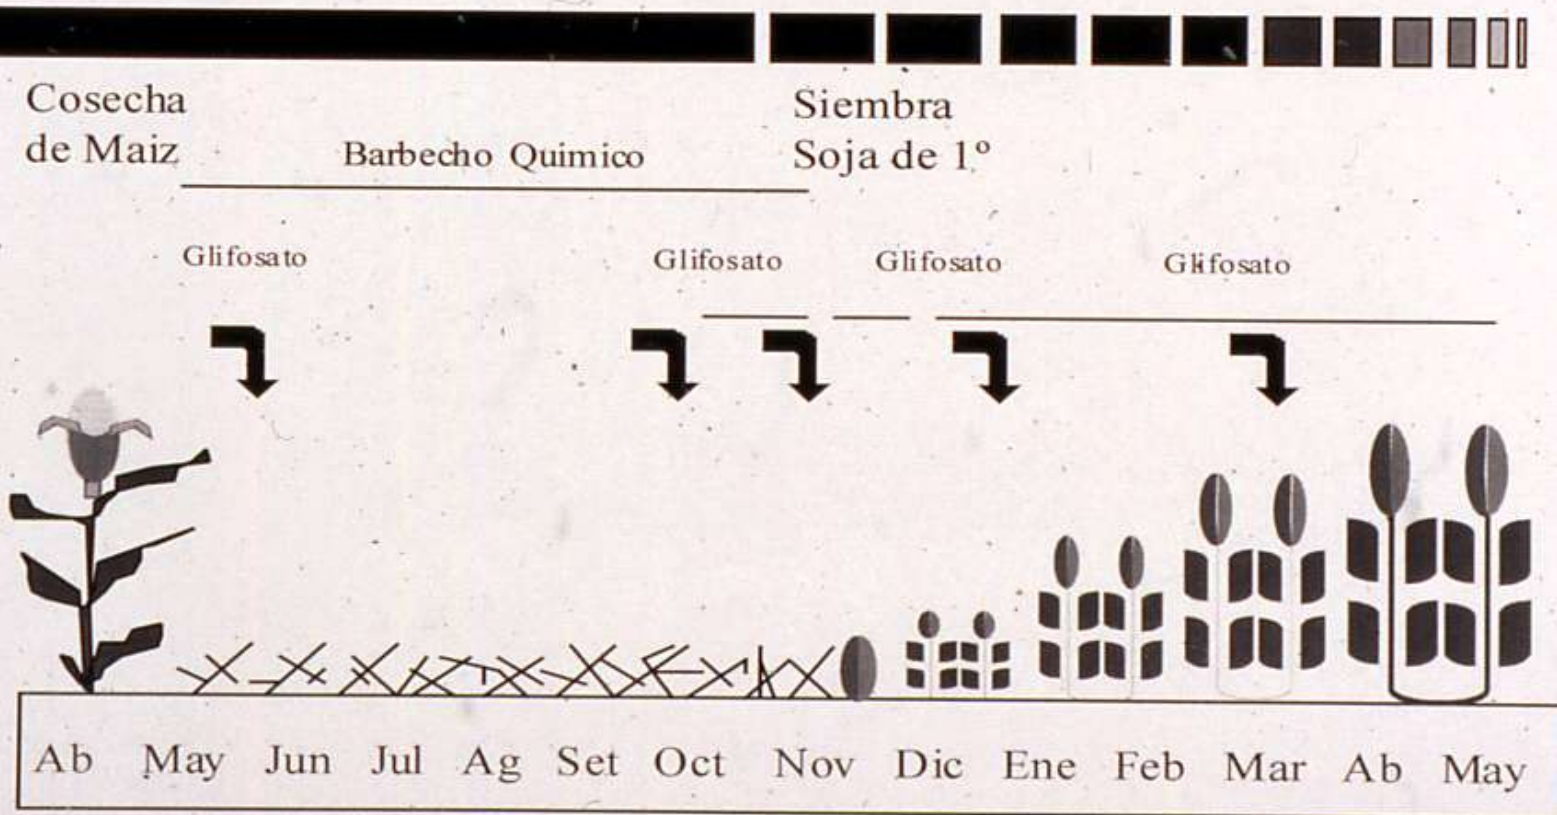 Cosecha
de Maiz
Barbecho Quimico
Siembra
Soja de 1º
Glifosato
Glifosato
Glifosato
Glifosato
Ab May Jun Jul Ag Set Oct Nov Dic Ene Feb Mar Ab May